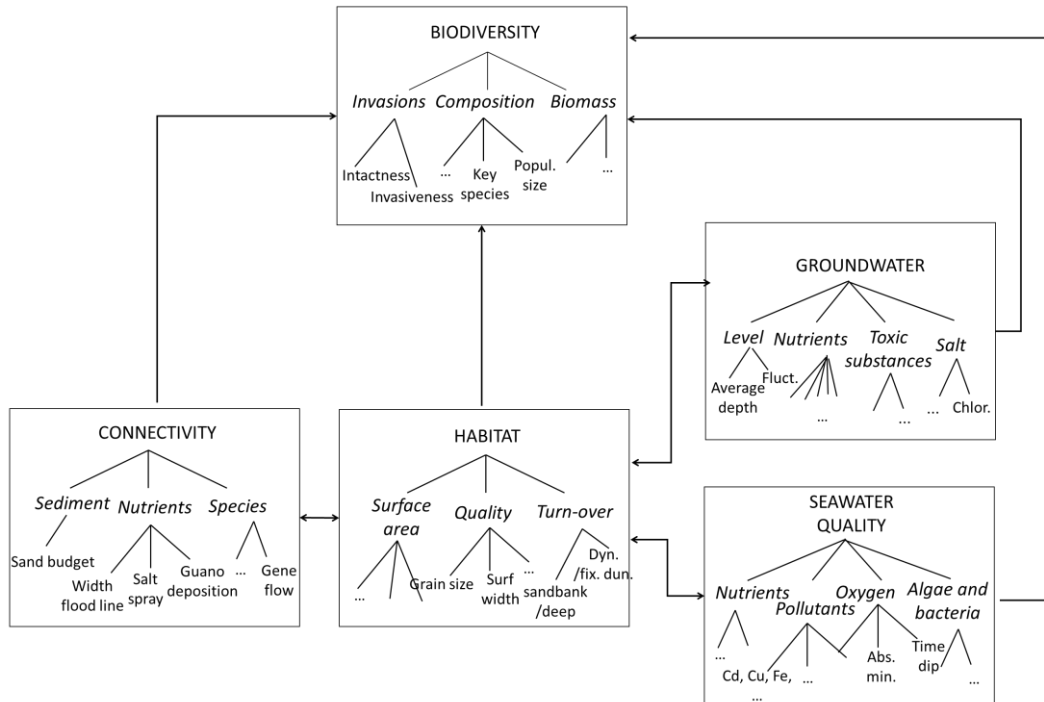 BIODIVERSITY
Invasions Composition Biomass
Intactness
Invasiveness
...
Key
species
Popul.
size
...
GROUNDWATER
Level Nutrients Toxic
substances Salt
Average
depth
Fluct.
...
...
...
Chlor.
CONNECTIVITY
Sediment Nutrients Species
Sand budget
Width
flood line
Salt
spray
Guano
deposition
...
Gene
flow
HABITAT
Surface
area
Quality Turn-over
...
Grain size
Surf
width
...
sandbank
/deep
Dyn.
/fix. dun.
SEAWATER
QUALITY
Nutrients
Pollutants
Oxygen
Algae and
bacteria
...
Cd, Cu, Fe,
...
...
Abs.
min.
Time
dip
...